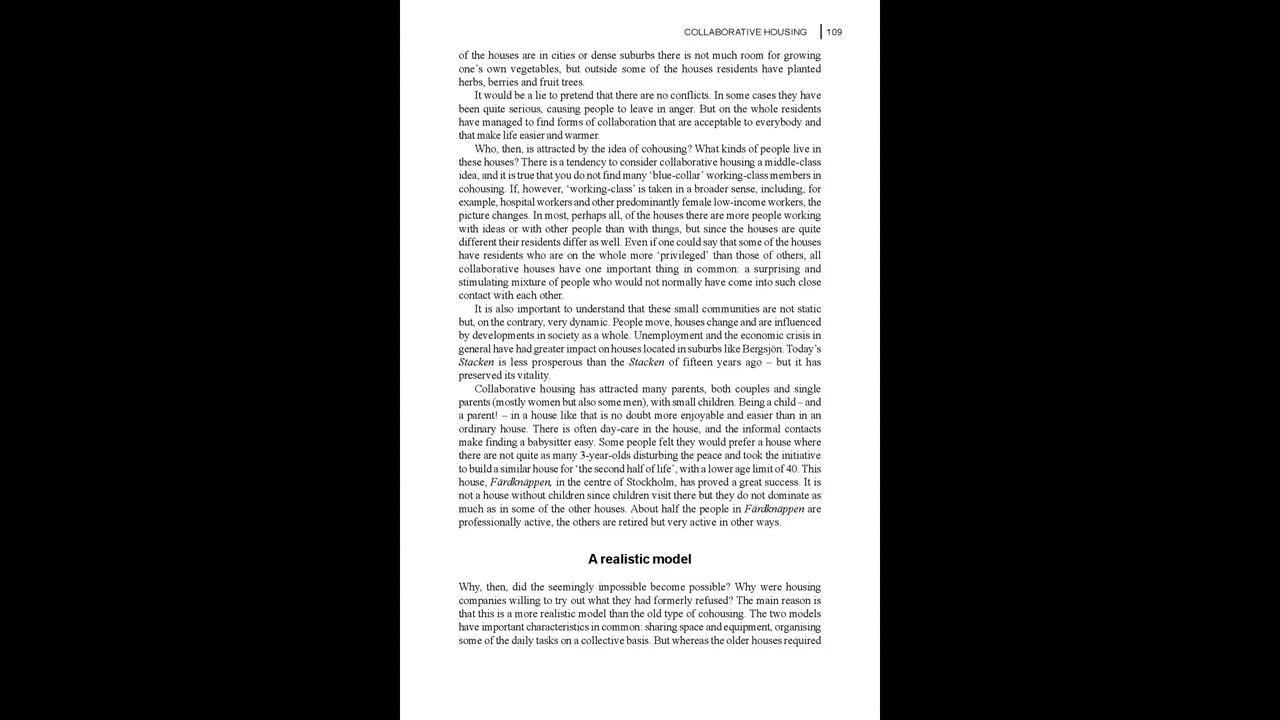 COLLABORATIVE HOUSING | 109
of the houses are in cities or dense suburbs there is not much room for growing
one's own vegetables, but outside some of the houses residents have planted
herbs, berries and fruit trees.
It would be a lie to pretend that there are no conflicts. In some cases they have
been quite serious, causing people to leave in anger. But on the whole residents
have managed to find forms of collaboration that are acceptable to everybody and
that make life easier and warmer.
Who, then, is attracted by the idea of cohousing? What kinds of people live in
these houses? There is a tendency to consider collaborative housing a middle-class
idea, and it is true that you do not find many ‘blue-collar’ working-class members in
cohousing. If, however, ‘working-class’ is taken in a broader sense, including, for
example, hospital workers and other predominantly female low-income workers, the
picture changes. In most, perhaps all, of the houses there are more people working
with ideas or with other people than with things, but since the houses are quite
different their residents differ as well. Even if one could say that some of the houses
have residents who are on the whole more ‘privileged’ than those of others, all
collaborative houses have one important thing in common: a surprising and
stimulating mixture of people who would not normally have come into such close
contact with each other.
It is also important to understand that these small communities are not static
but, on the contrary, very dynamic. People move, houses change and are influenced
by developments in society as a whole. Unemployment and the economic crisis in
general have had greater impact on houses located in suburbs like Bergsjön. Today's
Stacken is less prosperous than the Stacken of fifteen years ago – but it has
preserved its vitality.
Collaborative housing has attracted many parents, both couples and single
parents (mostly women but also some men), with small children. Being a child – and
a parent! – in a house like that is no doubt more enjoyable and easier than in an
ordinary house. There is often day-care in the house, and the informal contacts
make finding a babysitter easy. Some people felt they would prefer a house where
there are not quite as many 3-year-olds disturbing the peace and took the initiative
to build a similar house for ‘the second half of life’, with a lower age limit of 40. This
house, Färdknäppen, in the centre of Stockholm, has proved a great success. It is
not a house without children since children visit there but they do not dominate as
much as in some of the other houses. About half the people in Färdknäppen are
professionally active, the others are retired but very active in other ways.
A realistic model
Why, then, did the seemingly impossible become possible? Why were housing
companies willing to try out what they had formerly refused? The main reason is
that this is a more realistic model than the old type of cohousing. The two models
have important characteristics in common: sharing space and equipment, organising
some of the daily tasks on a collective basis. But whereas the older houses required